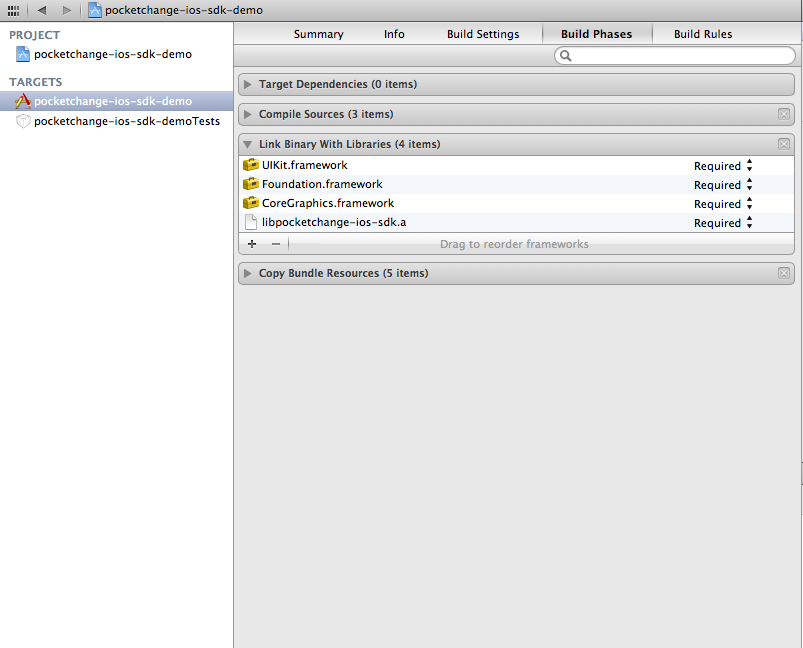 pocketchange-ios-sdk-demo
PROJECT
pocketchange-ios-sdk-demo
TARGETS
pocketchange-ios-sdk-demo
pocketchange-ios-sdk-demoTests
Summary Info Build Settings Build Phases Build Rules
Target Dependencies (0 items)
Compile Sources (3 items)
Link Binary With Libraries (4 items)
UIKit.framework Required
Foundation.framework Required
CoreGraphics.framework Required
libpocketchange-ios-sdk.a Required
+ − Drag to reorder frameworks
Copy Bundle Resources (5 items)